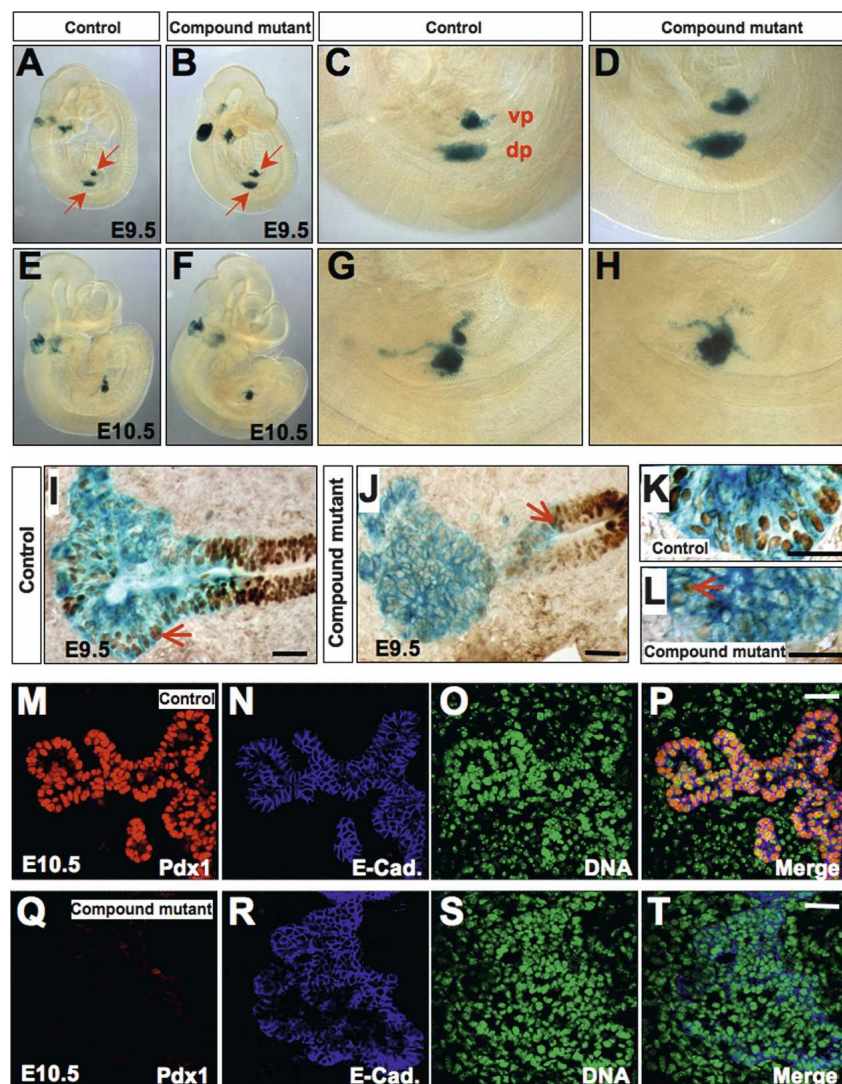 Control
Compound mutant
Control
Compound mutant
A
B
C
D
vp
dp
E9.5
E9.5
E
F
G
H
E10.5
E10.5
Control
I
E9.5
Compound mutant
J
E9.5
K
Control
L
Compound mutant
M
Control
N
O
P
E10.5
Pdx1
E-Cad.
DNA
Merge
Q
Compound mutant
R
S
T
E10.5
Pdx1
E-Cad.
DNA
Merge